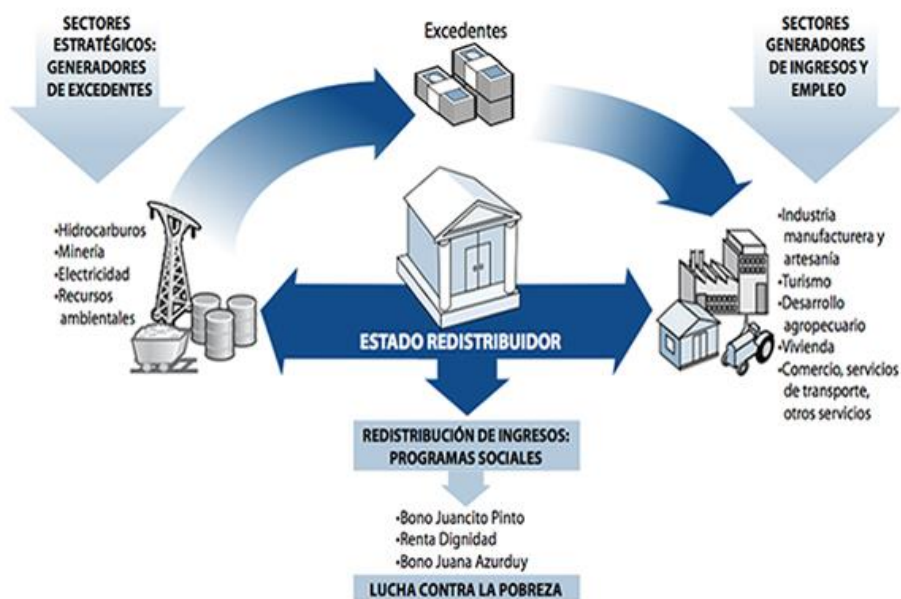 SECTORES
ESTRATÉGICOS:
GENERADORES
DE EXCEDENTES
Excedentes
SECTORES
GENERADORES
DE INGRESOS Y
EMPLEO
•Hidrocarburos
•Minería
•Electricidad
•Recursos
ambientales
•Industria
manufacturera y
artesanía
•Turismo
•Desarrollo
agropecuario
•Vivienda
•Comercio, servicios
de transporte,
otros servicios
ESTADO REDISTRIBUIDOR
REDISTRIBUCIÓN DE INGRESOS:
PROGRAMAS SOCIALES
•Bono Juancito Pinto
•Renta Dignidad
•Bono Juana Azurduy
LUCHA CONTRA LA POBREZA